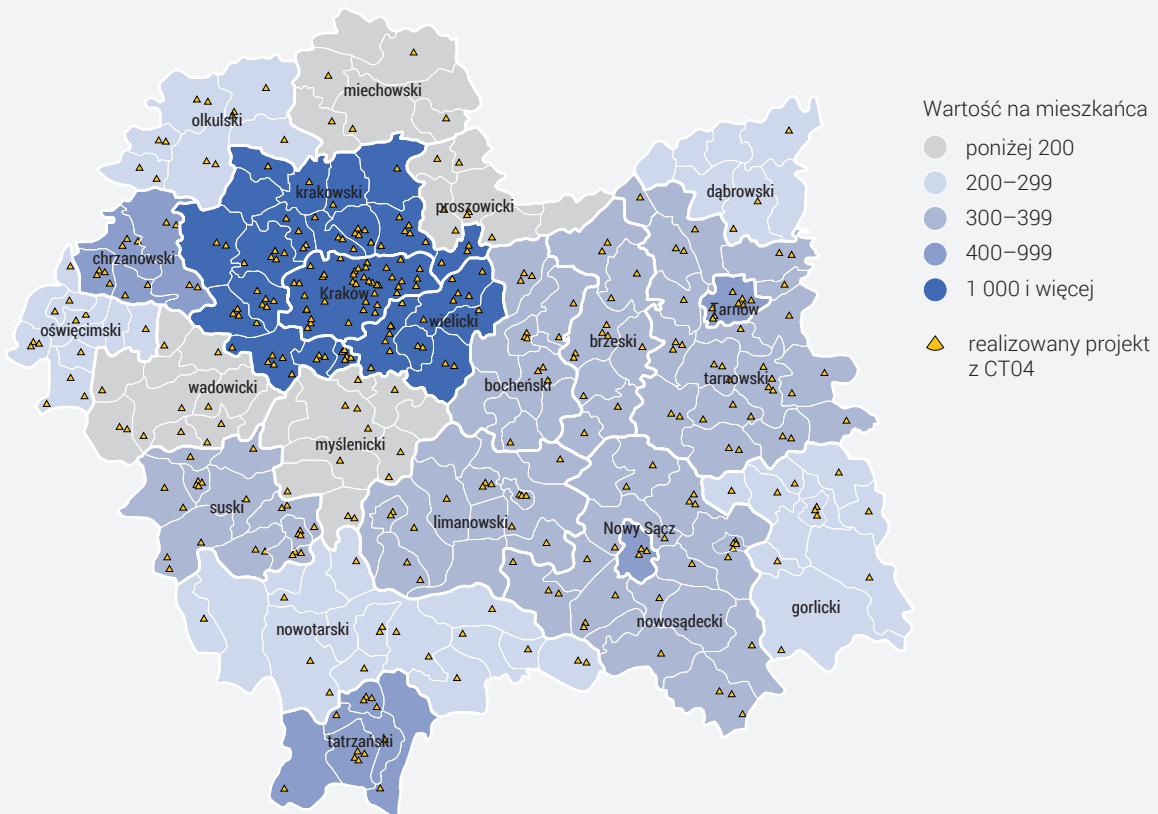 miechowski
olkulski
krakowski
proszowicki
dąbrowski
chrzanowski
Kraków
oświęcimski
wielicki
Tarnów
brzeski
wadowicki
bocheński
tarnowski
myślenicki
suski
limanowski
Nowy Sącz
gorlicki
nowotarski
nowosądecki
tatrzański
Wartość na mieszkańca
poniżej 200
200–299
300–399
400–999
1 000 i więcej
realizowany projekt
z CT04